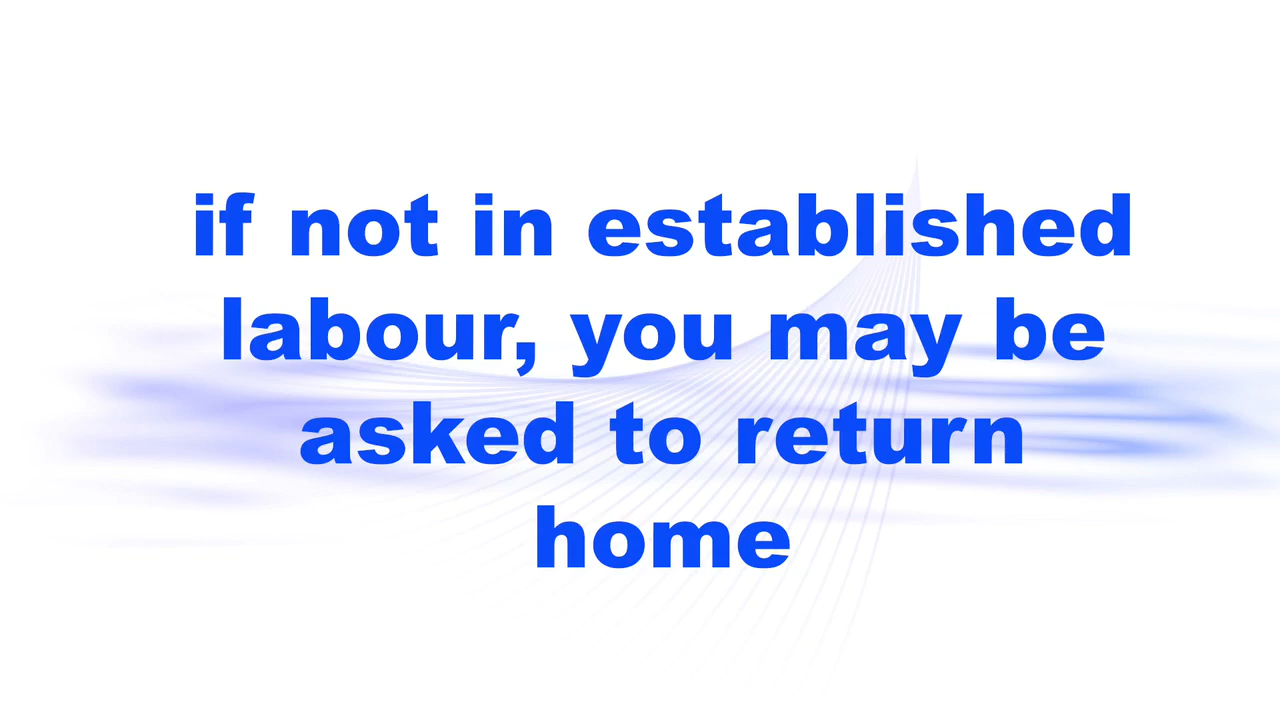 if not in established
labour, you may be
asked to return
home